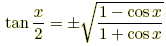 tan x/2 = ±√((1 − cos x)/(1 + cos x))